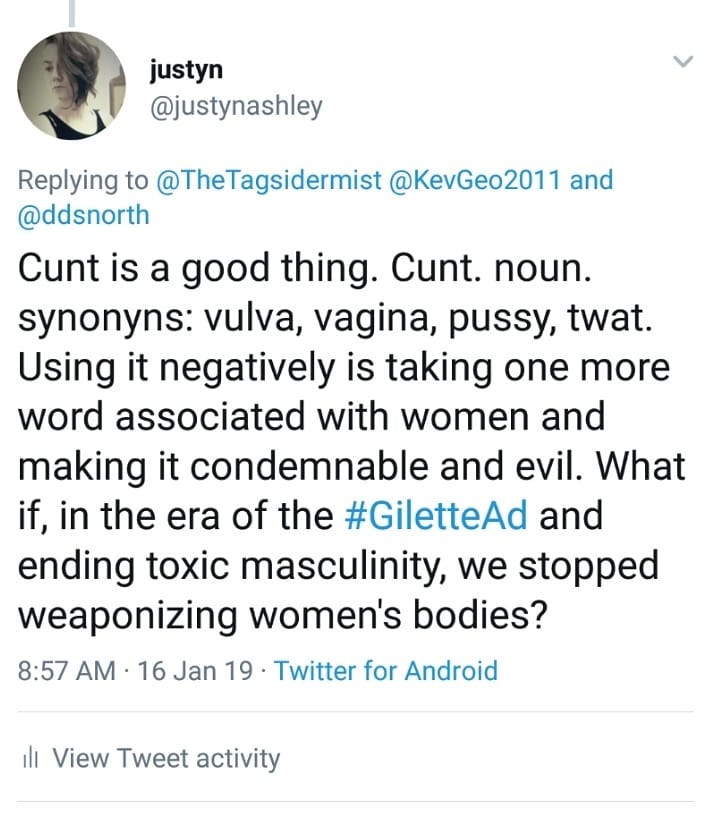 justyn
@justynashley
Replying to @TheTagsidermist @KevGeo2011 and
@ddsnorth
Cunt is a good thing. Cunt. noun.
synonyns: vulva, vagina, pussy, twat.
Using it negatively is taking one more
word associated with women and
making it condemnable and evil. What
if, in the era of the #GiletteAd and
ending toxic masculinity, we stopped
weaponizing women's bodies?
8:57 AM · 16 Jan 19 · Twitter for Android
View Tweet activity